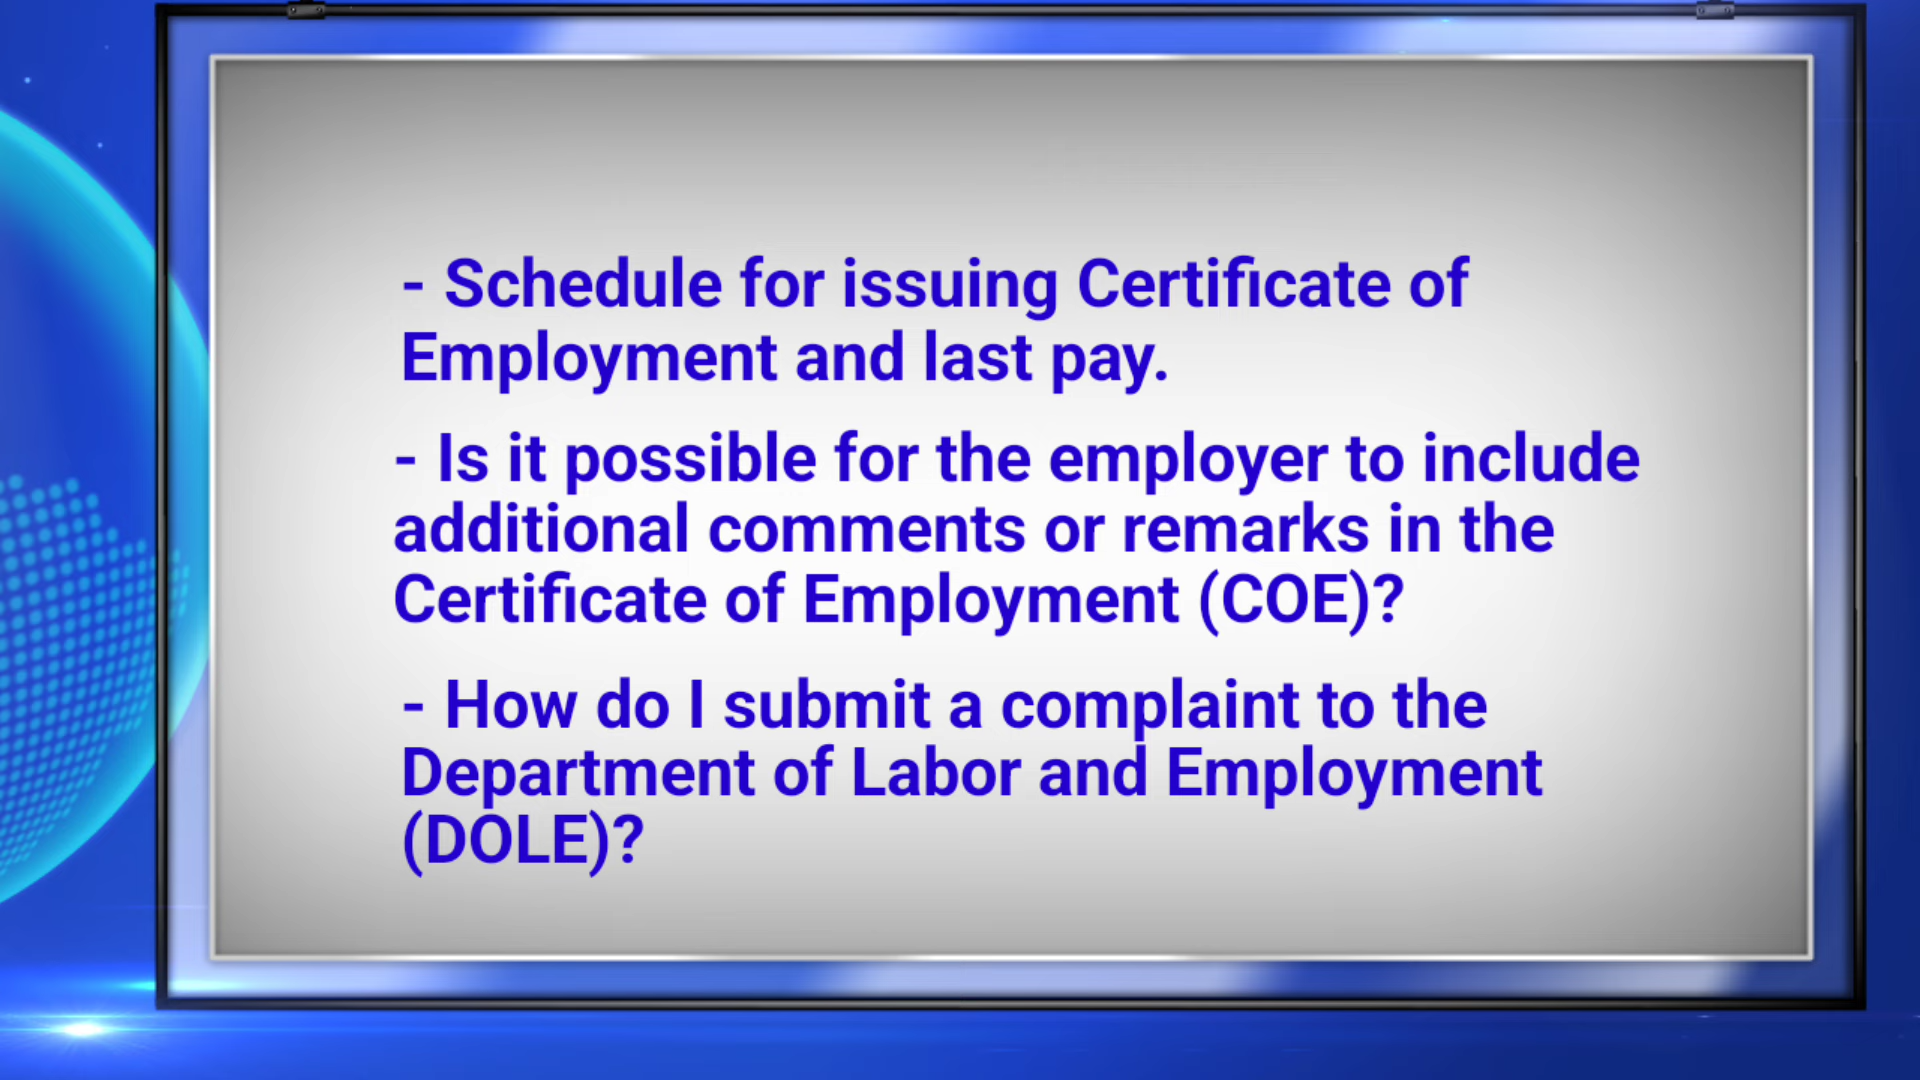 - Schedule for issuing Certificate of
Employment and last pay.
- Is it possible for the employer to include
additional comments or remarks in the
Certificate of Employment (COE)?
- How do I submit a complaint to the
Department of Labor and Employment
(DOLE)?